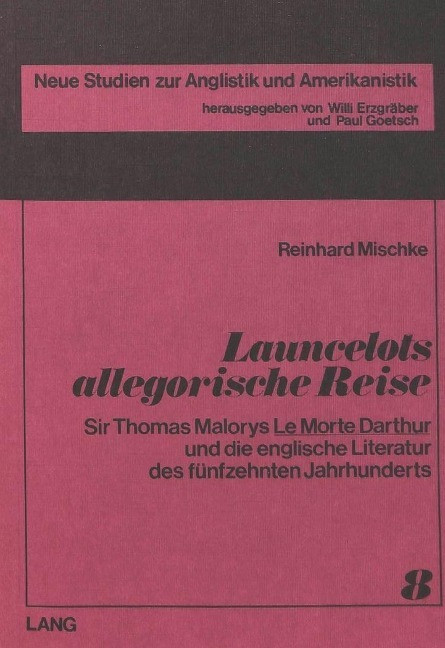 Neue Studien zur Anglistik und Amerikanistik
herausgegeben von Willi Erzgräber
und Paul Goetsch
Reinhard Mischke
Launcelots
allegorische Reise
Sir Thomas Malorys Le Morte Darthur
und die englische Literatur
des fünfzehnten Jahrhunderts
8
LANG